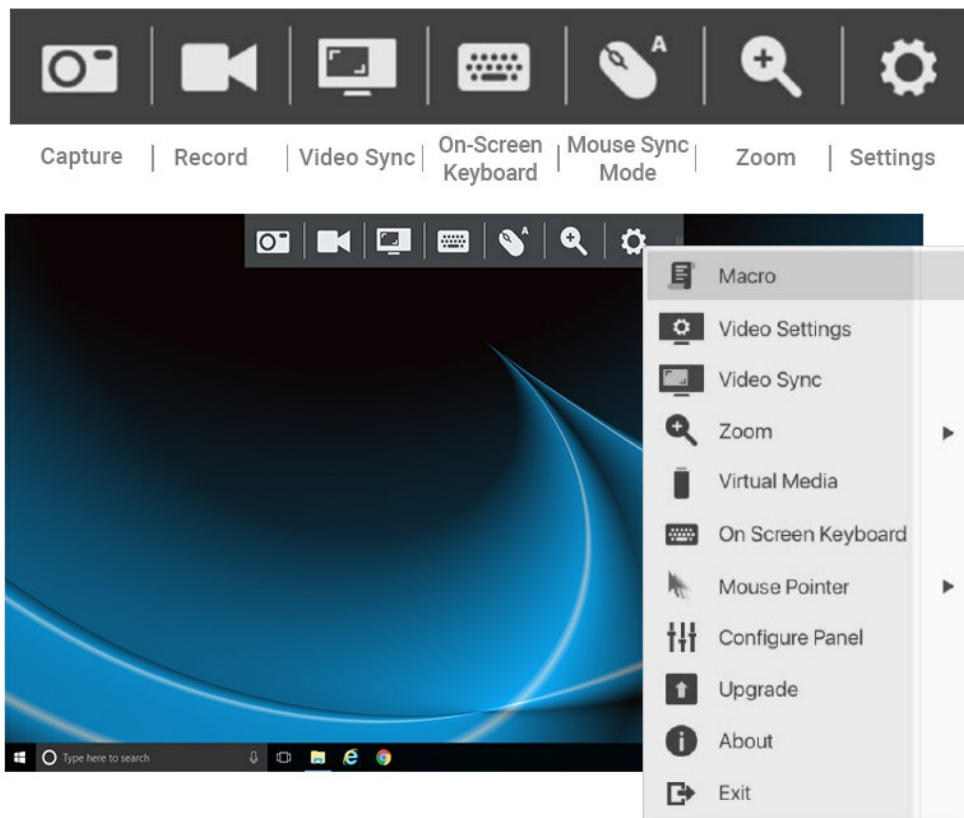 A
Capture | Record | Video Sync | On-Screen Keyboard | Mouse Sync Mode | Zoom | Settings
A
Macro
Video Settings
Video Sync
Zoom
Virtual Media
On Screen Keyboard
Mouse Pointer
Configure Panel
Upgrade
About
Type here to search
Exit